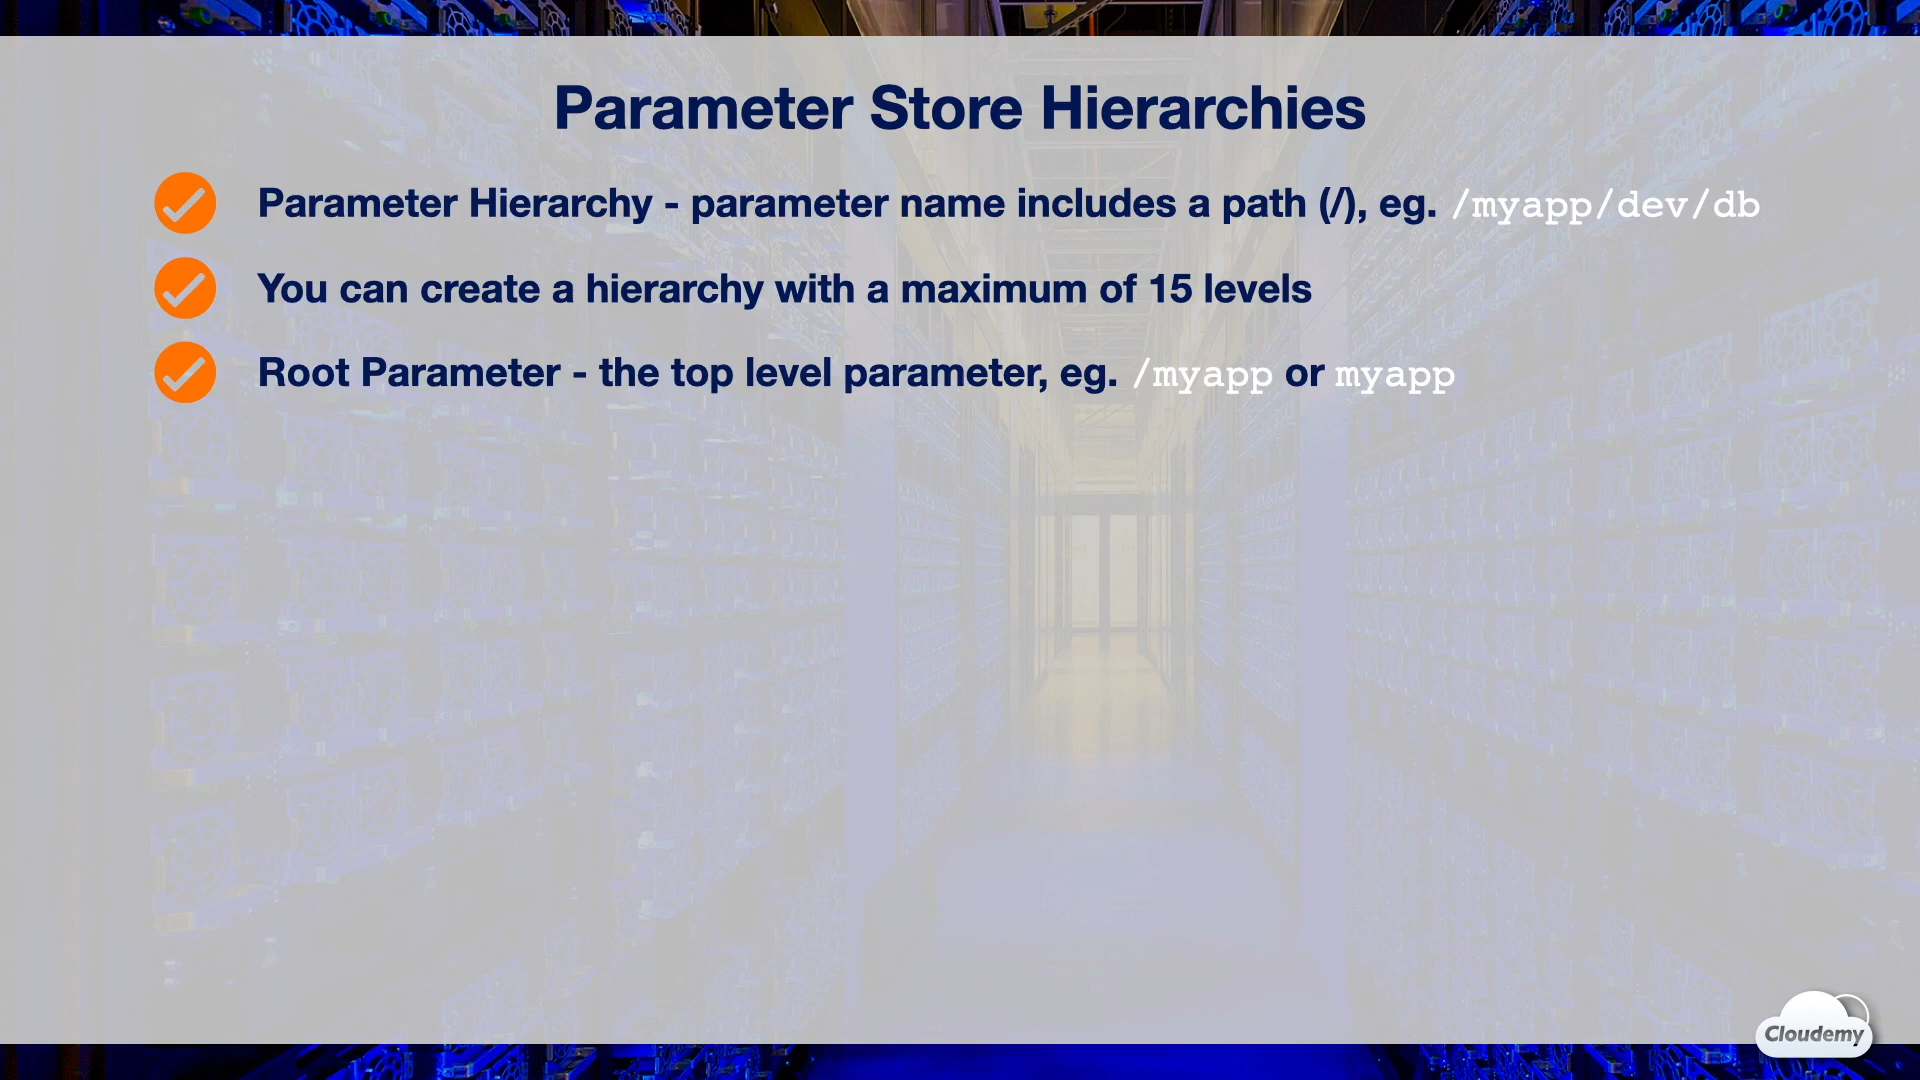 Parameter Store Hierarchies
Parameter Hierarchy - parameter name includes a path (/), eg. /myapp/dev/db
You can create a hierarchy with a maximum of 15 levels
Root Parameter - the top level parameter, eg. /myapp or myapp
Cloudemy